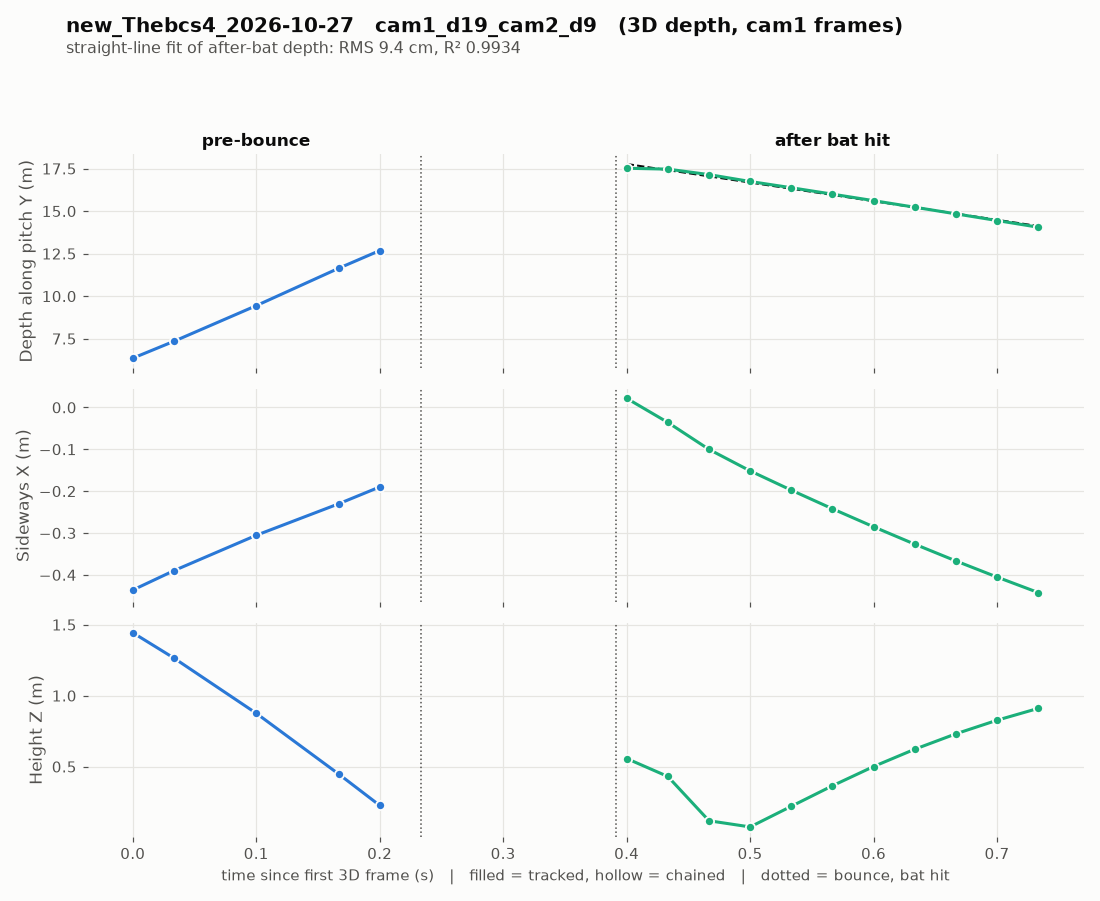 new_Thebcs4_2026-10-27 cam1_d19_cam2_d9 (3D depth, cam1 frames)
straight-line fit of after-bat depth: RMS 9.4 cm, R² 0.9934
pre-bounce
after bat hit
Depth along pitch Y (m)
17.5
15.0
12.5
10.0
7.5
Sideways X (m)
0.0
−0.1
−0.2
−0.3
−0.4
Height Z (m)
1.5
1.0
0.5
0.0 0.1 0.2 0.3 0.4 0.5 0.6 0.7
time since first 3D frame (s) | filled = tracked, hollow = chained | dotted = bounce, bat hit